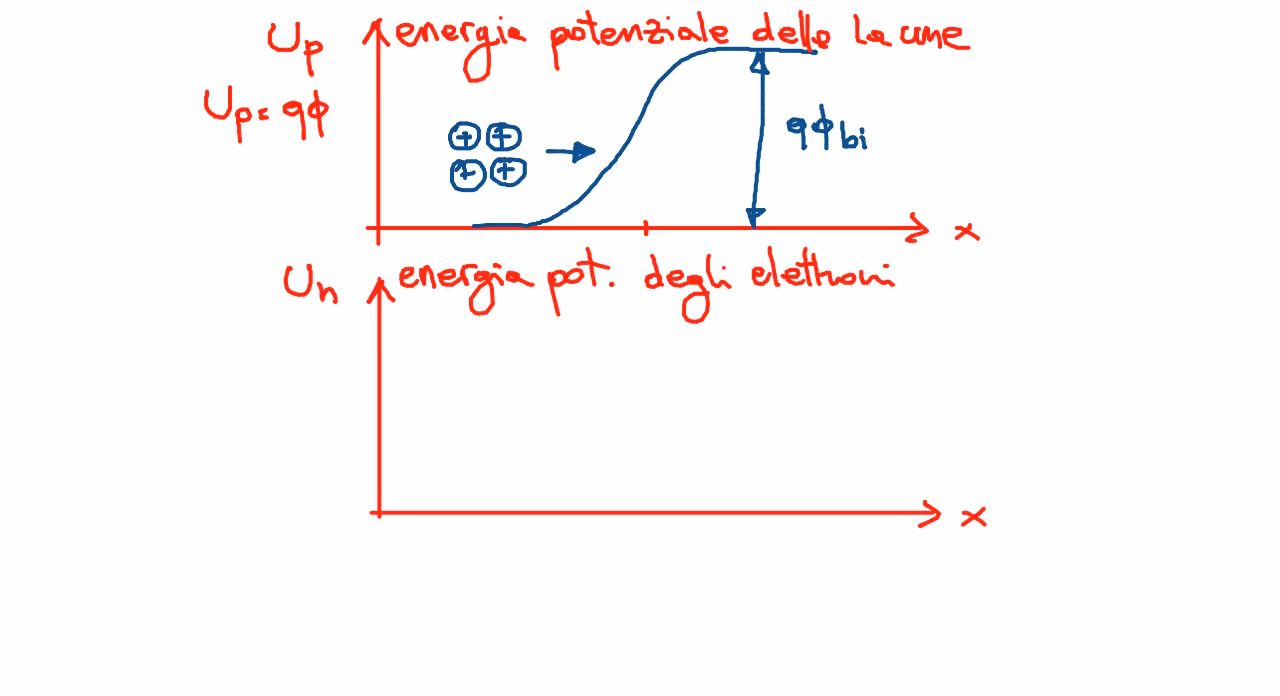 Up energia potenziale delle lacune
Up = qϕ
+ +
+ +
qϕbi
x
Un energia pot. degli elettroni
x